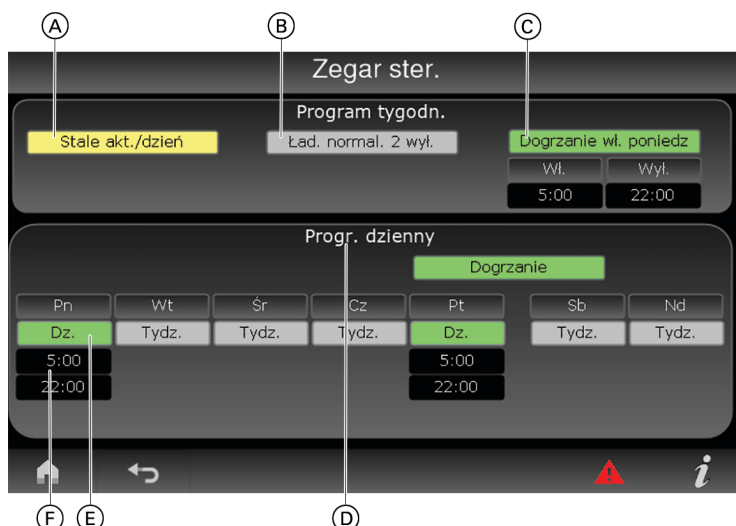 A B C
Zegar ster.
Program tygodn.
Stale akt./dzień Ład. normal. 2 wył. Dogrzanie wł. poniedz
Wł. Wył.
5:00 22:00
Progr. dzienny
Dogrzanie
Pn Wt Śr Cz Pt Sb Nd
Dz. Tydz. Tydz. Tydz. Dz. Tydz. Tydz.
5:00 5:00
22:00 22:00
i
F E D